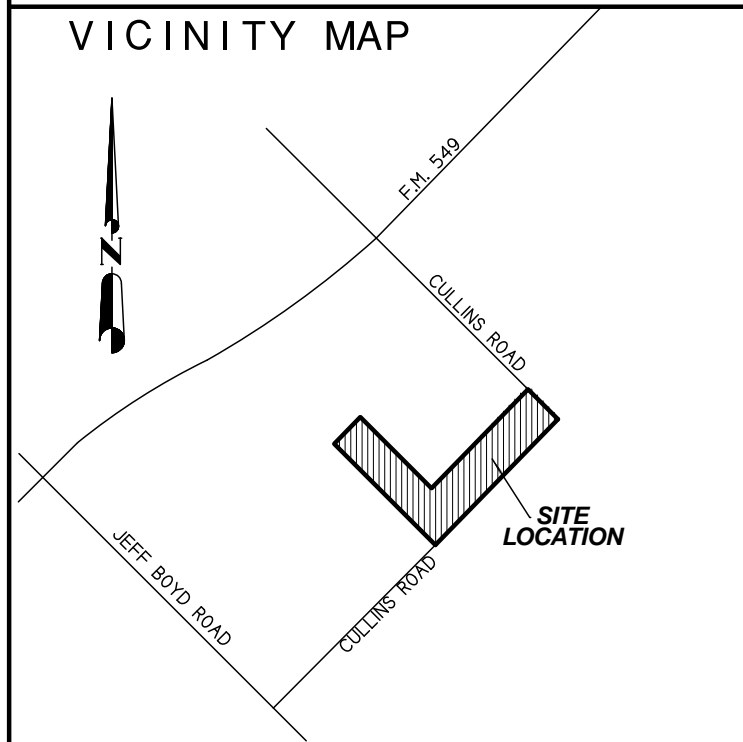 VICINITY MAP
F.M. 549
N
CULLINS ROAD
SITE
LOCATION
JEFF BOYD ROAD
CULLINS ROAD